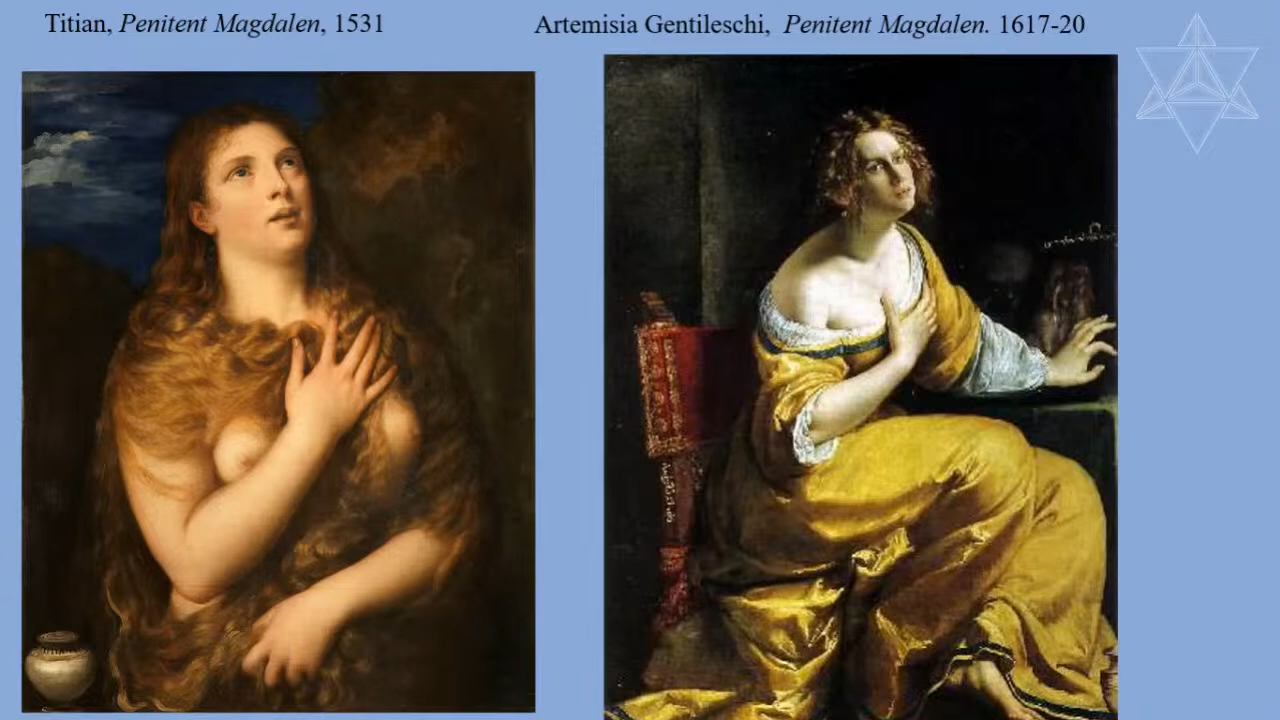 Titian, Penitent Magdalen, 1531
Artemisia Gentileschi, Penitent Magdalen. 1617-20